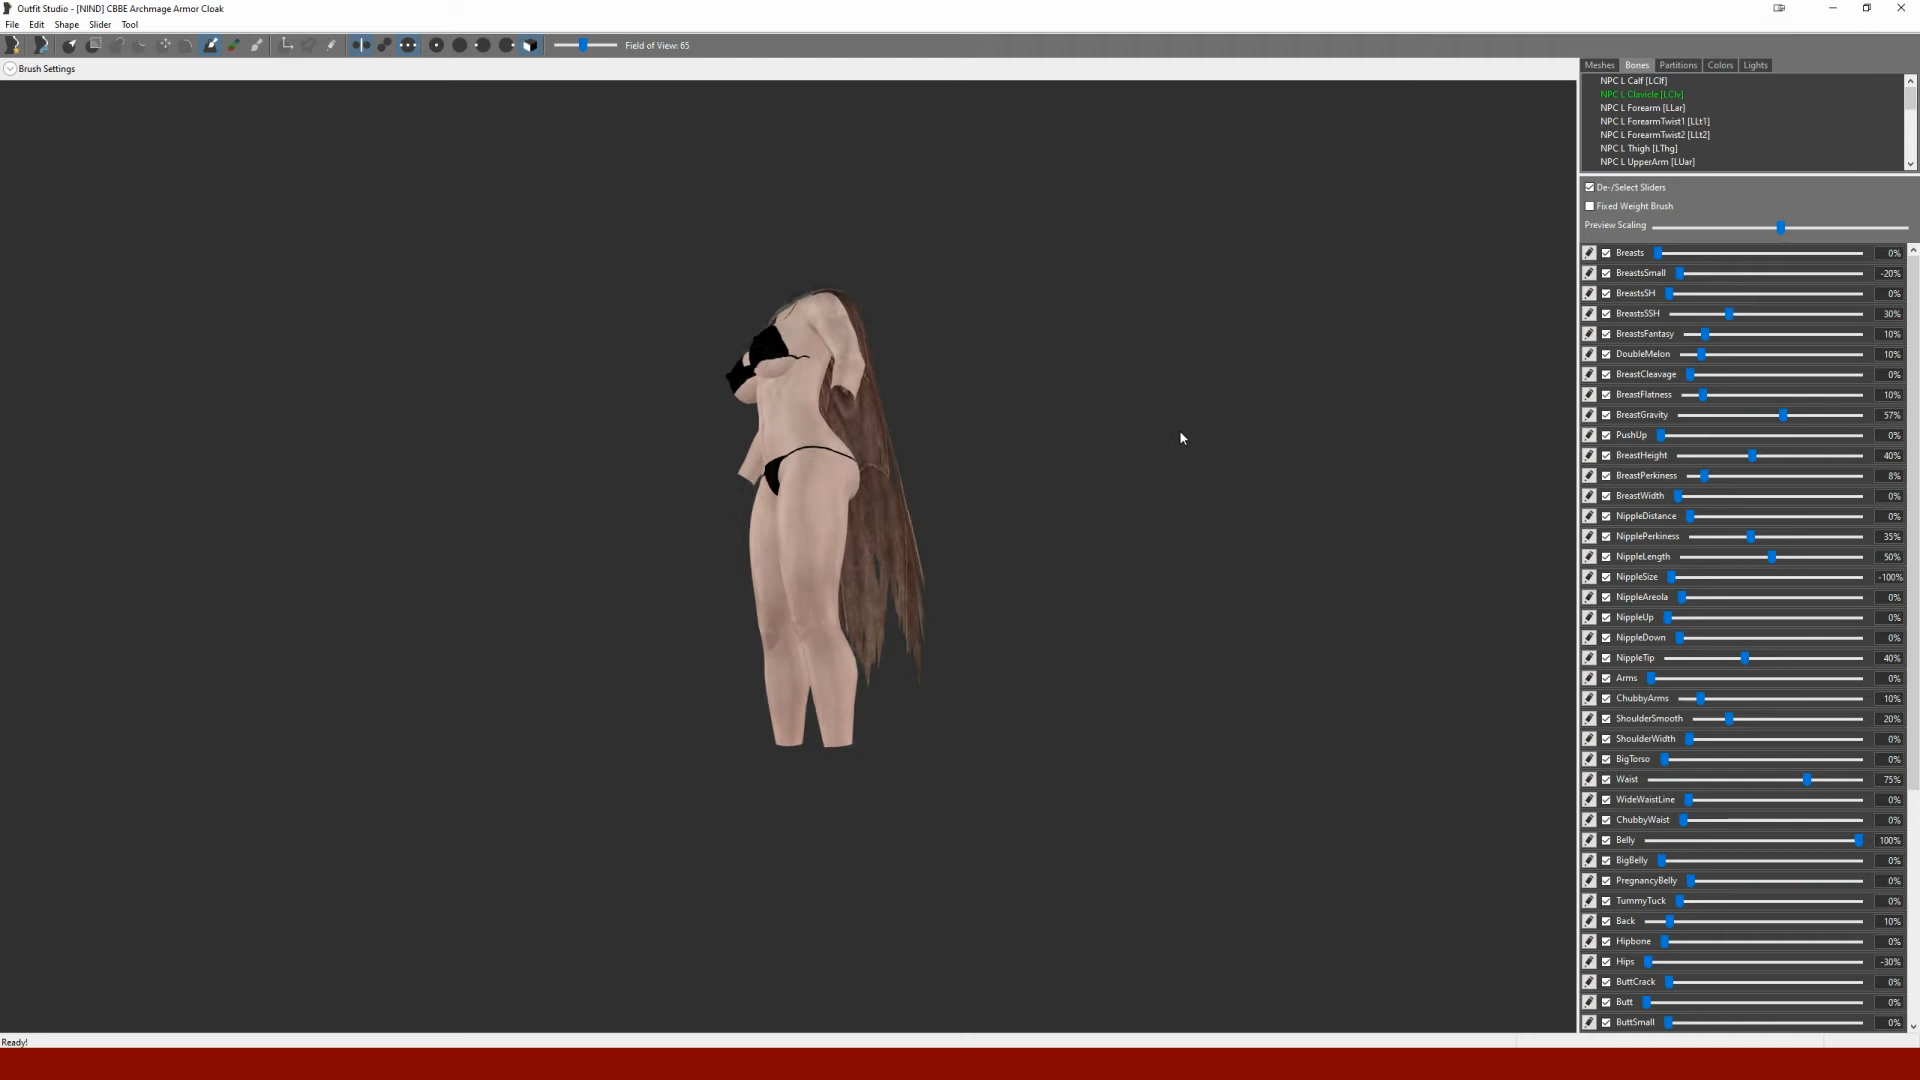 Outfit Studio - [NIND] CBBE Archmage Armor Cloak
File Edit Shape Slider Tool
Field of View: 65
Brush Settings
Meshes Bones Partitions Colors Lights
NPC L Calf [LClf]
NPC L Clavicle [LClv]
NPC L Forearm [LLar]
NPC L ForearmTwist1 [LLt1]
NPC L ForearmTwist2 [LLt2]
NPC L Thigh [LThg]
NPC L UpperArm [LUar]
De-/Select Sliders
Fixed Weight Brush
Preview Scaling
Breasts 0%
BreastsSmall -20%
BreastsSH 0%
BreastsSSH 30%
BreastsFantasy 10%
DoubleMelon 10%
BreastCleavage 0%
BreastFlatness 10%
BreastGravity 57%
PushUp 0%
BreastHeight 40%
BreastPerkiness 8%
BreastWidth 0%
NippleDistance 0%
NipplePerkiness 35%
NippleLength 50%
NippleSize -100%
NippleAreola 0%
NippleUp 0%
NippleDown 0%
NippleTip 40%
Arms 0%
ChubbyArms 10%
ShoulderSmooth 20%
ShoulderWidth 0%
BigTorso 0%
Waist 75%
WideWaistLine 0%
ChubbyWaist 0%
Belly 100%
BigBelly 0%
PregnancyBelly 0%
TummyTuck 0%
Back 10%
Hipbone 0%
Hips -30%
ButtCrack 0%
Butt 0%
ButtSmall 0%
Ready!